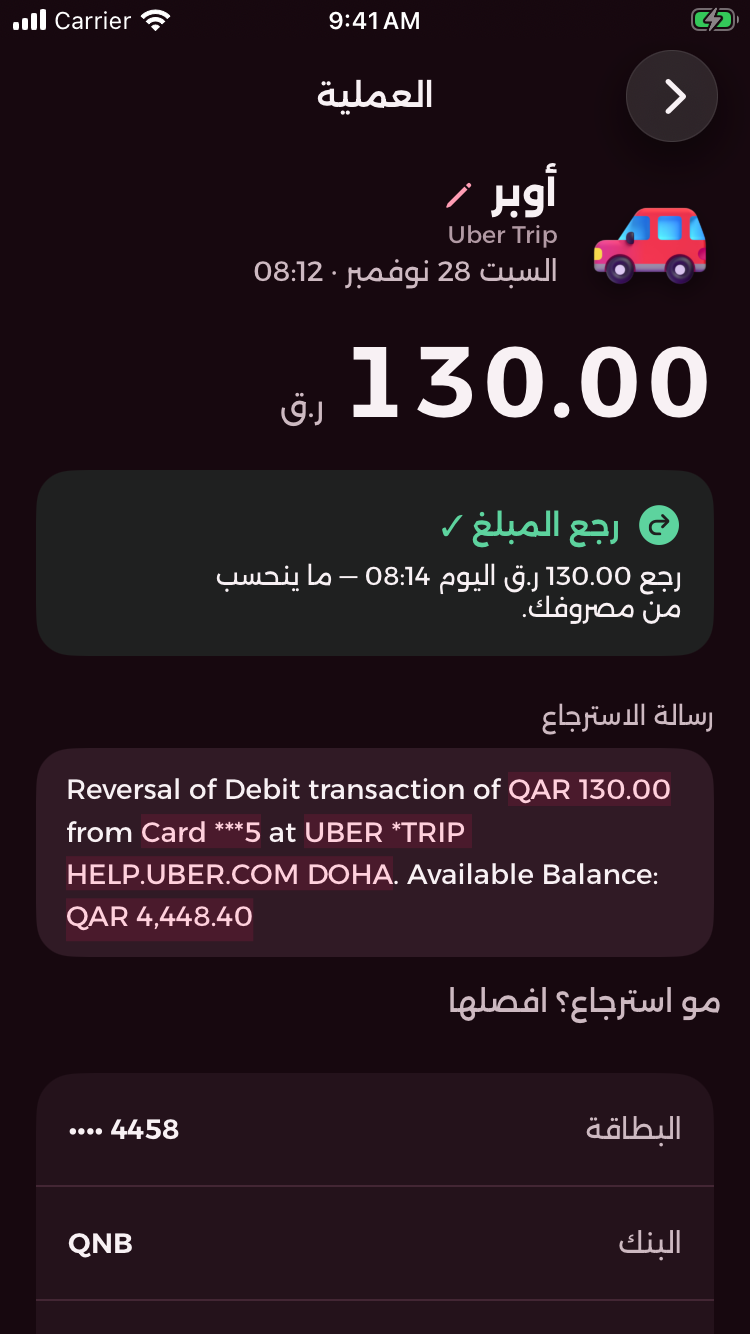 Carrier 9:41 AM
العملية
أوبر
Uber Trip
السبت 28 نوفمبر · 08:12
130.00 ر.ق
رجع المبلغ ✓
رجع 130.00 ر.ق اليوم 08:14 — ما ينحسب
من مصروفك.
رسالة الاسترجاع
Reversal of Debit transaction of QAR 130.00
from Card ***5 at UBER *TRIP
HELP.UBER.COM DOHA. Available Balance:
QAR 4,448.40
مو استرجاع؟ افصلها
البطاقة •••• 4458
البنك QNB